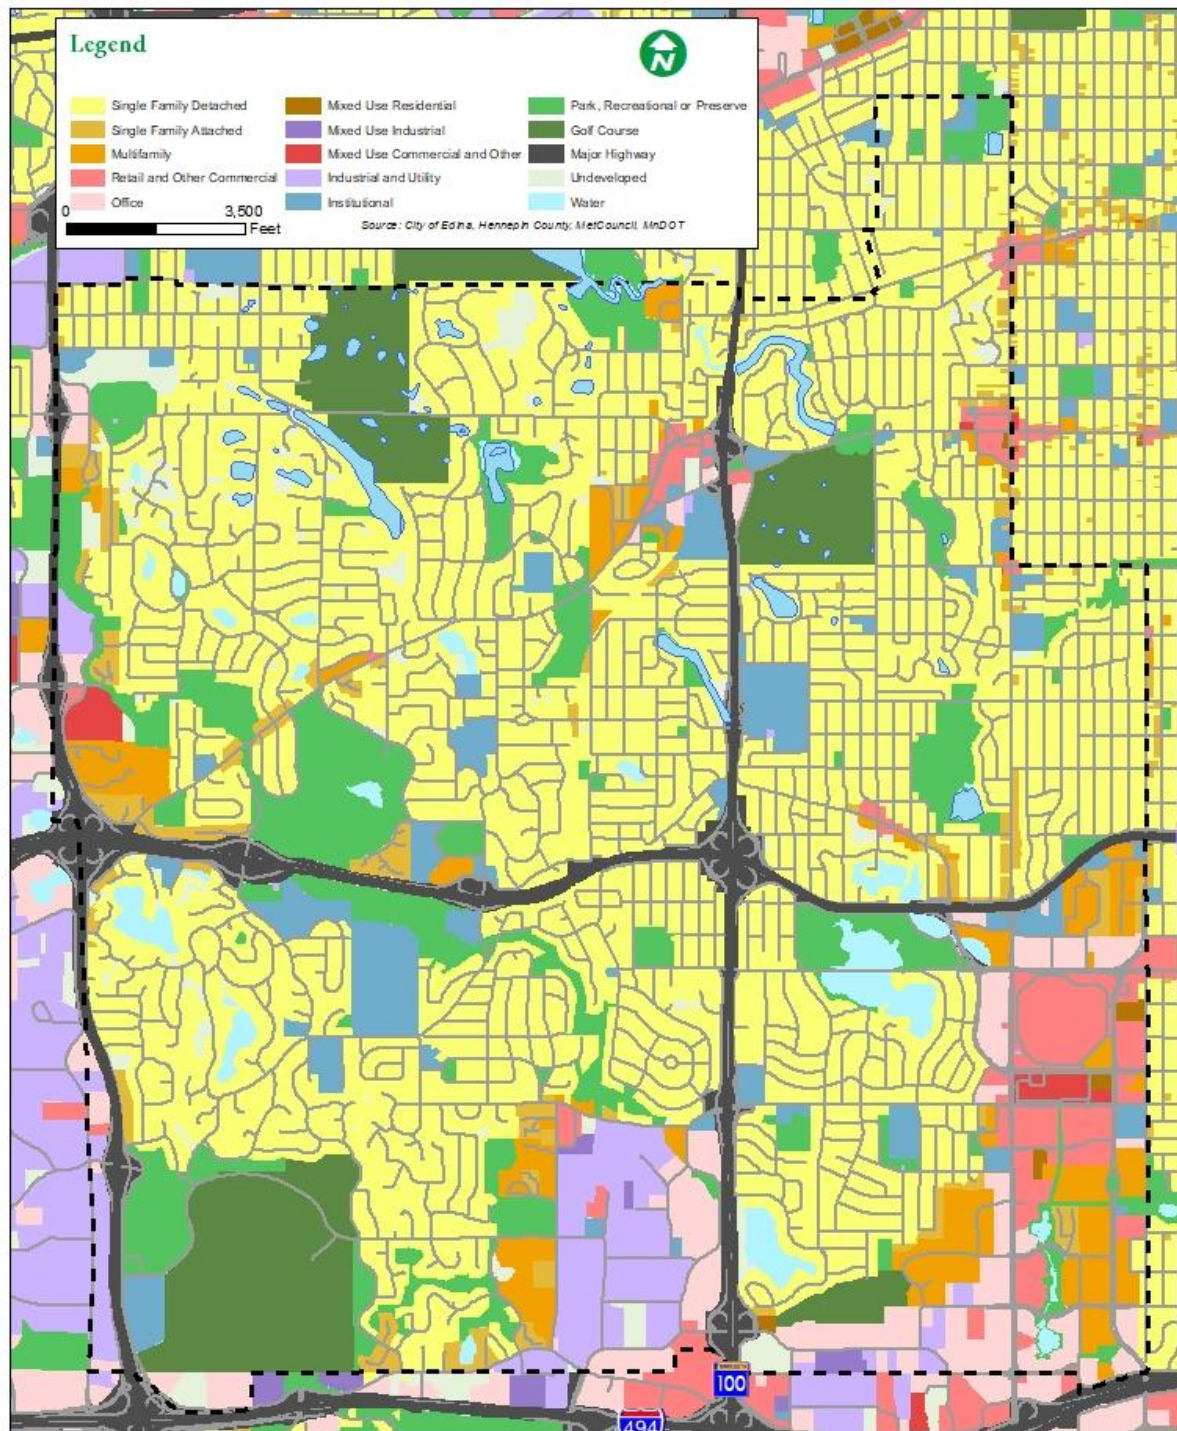 Legend
N
Single Family Detached
Single Family Attached
Multifamily
Retail and Other Commercial
Office
Mixed Use Residential
Mixed Use Industrial
Mixed Use Commercial and Other
Industrial and Utility
Institutional
Park, Recreational or Preserve
Golf Course
Major Highway
Undeveloped
Water
0 3,500
Feet
Source: City of Edina, Hennepin County, MetCouncil, MnDOT
100
494